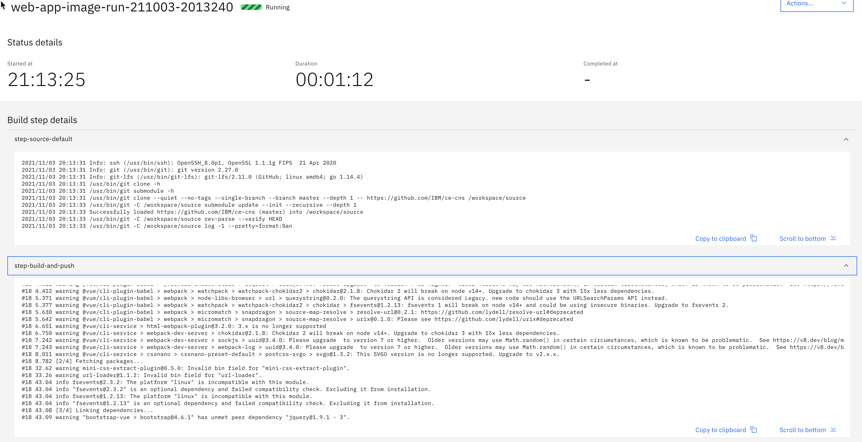 web-app-image-run-211003-2013240 Running
Actions...
Status details
Started at Duration Completed at
21:13:25 00:01:12 -
Build step details
step-source-default
2021/11/03 20:13:31 Info: ssh (/usr/bin/ssh): OpenSSH_8.0p1, OpenSSL 1.1.1g FIPS 21 Apr 2020
2021/11/03 20:13:31 Info: git (/usr/bin/git): git version 2.27.0
2021/11/03 20:13:31 Info: git-lfs (/usr/bin/git-lfs): git-lfs/2.11.0 (GitHub; linux amd64; go 1.14.4)
2021/11/03 20:13:31 /usr/bin/git clone -h
2021/11/03 20:13:31 /usr/bin/git submodule -h
2021/11/03 20:13:31 /usr/bin/git clone --quiet --no-tags --single-branch --branch master --depth 1 -- https://github.com/IBM/ce-cns /workspace/source
2021/11/03 20:13:33 /usr/bin/git -C /workspace/source submodule update --init --recursive --depth 1
2021/11/03 20:13:33 Successfully loaded https://github.com/IBM/ce-cns (master) into /workspace/source
2021/11/03 20:13:33 /usr/bin/git -C /workspace/source rev-parse --verify HEAD
2021/11/03 20:13:33 /usr/bin/git -C /workspace/source log -1 --pretty=format:%an
Copy to clipboard Scroll to bottom
step-build-and-push
#18 4.412 warning @vue/cli-plugin-babel > webpack > watchpack > watchpack-chokidar2 > chokidar@2.1.8: Chokidar 2 will break on node v14+. Upgrade to chokidar 3 with 15x less dependencies.
#18 5.371 warning @vue/cli-plugin-babel > webpack > node-libs-browser > url > querystring@0.2.0: The querystring API is considered Legacy. new code should use the URLSearchParams API instead.
#18 5.377 warning @vue/cli-plugin-babel > webpack > watchpack > watchpack-chokidar2 > chokidar > fsevents@1.2.13: fsevents 1 will break on node v14+ and could be using insecure binaries. Upgrade to fsevents 2.
#18 5.630 warning @vue/cli-plugin-babel > webpack > micromatch > snapdragon > source-map-resolve > resolve-url@0.2.1: https://github.com/lydell/resolve-url#deprecated
#18 5.642 warning @vue/cli-plugin-babel > webpack > micromatch > snapdragon > source-map-resolve > urix@0.1.0: Please see https://github.com/lydell/urix#deprecated
#18 6.651 warning @vue/cli-service > html-webpack-plugin@3.2.0: 3.x is no longer supported
#18 6.750 warning @vue/cli-service > webpack-dev-server > chokidar@2.1.8: Chokidar 2 will break on node v14+. Upgrade to chokidar 3 with 15x less dependencies.
#18 7.242 warning @vue/cli-service > webpack-dev-server > sockjs > uuid@3.4.0: Please upgrade to version 7 or higher. Older versions may use Math.random() in certain circumstances, which is known to be problematic. See https://v8.dev/blog/m
#18 7.243 warning @vue/cli-service > webpack-dev-server > webpack-log > uuid@3.4.0: Please upgrade to version 7 or higher. Older versions may use Math.random() in certain circumstances, which is known to be problematic. See https://v8.dev/b
#18 8.011 warning @vue/cli-service > cssnano > cssnano-preset-default > postcss-svgo > svgo@1.3.2: This SVGO version is no longer supported. Upgrade to v2.x.x.
#18 8.782 [2/4] Fetching packages...
#18 32.62 warning mini-css-extract-plugin@0.5.0: Invalid bin field for "mini-css-extract-plugin".
#18 33.26 warning url-loader@1.1.2: Invalid bin field for "url-loader".
#18 43.04 info fsevents@2.3.2: The platform "linux" is incompatible with this module.
#18 43.04 info "fsevents@2.3.2" is an optional dependency and failed compatibility check. Excluding it from installation.
#18 43.04 info fsevents@1.2.13: The platform "linux" is incompatible with this module.
#18 43.04 info "fsevents@1.2.13" is an optional dependency and failed compatibility check. Excluding it from installation.
#18 43.08 [3/4] Linking dependencies...
#18 43.09 warning "bootstrap-vue > bootstrap@4.6.1" has unmet peer dependency "jquery@1.9.1 - 3".
Copy to clipboard Scroll to bottom